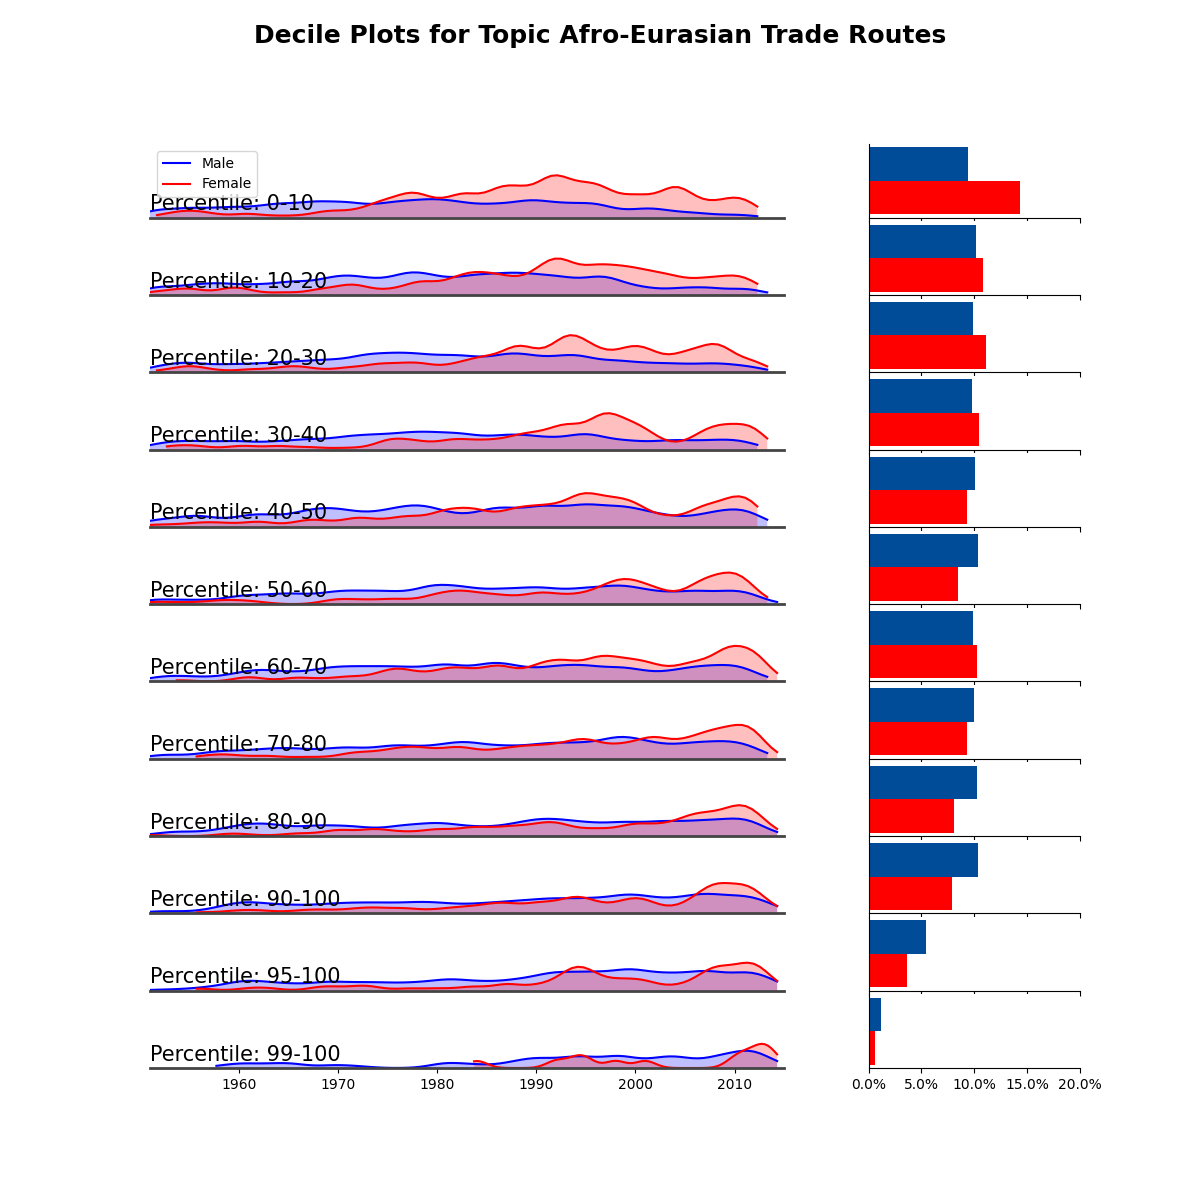 Decile Plots for Topic Afro-Eurasian Trade Routes
Male
Female
Percentile: 0-10
Percentile: 10-20
Percentile: 20-30
Percentile: 30-40
Percentile: 40-50
Percentile: 50-60
Percentile: 60-70
Percentile: 70-80
Percentile: 80-90
Percentile: 90-100
Percentile: 95-100
Percentile: 99-100
1960 1970 1980 1990 2000 2010
0.0% 5.0% 10.0% 15.0% 20.0%